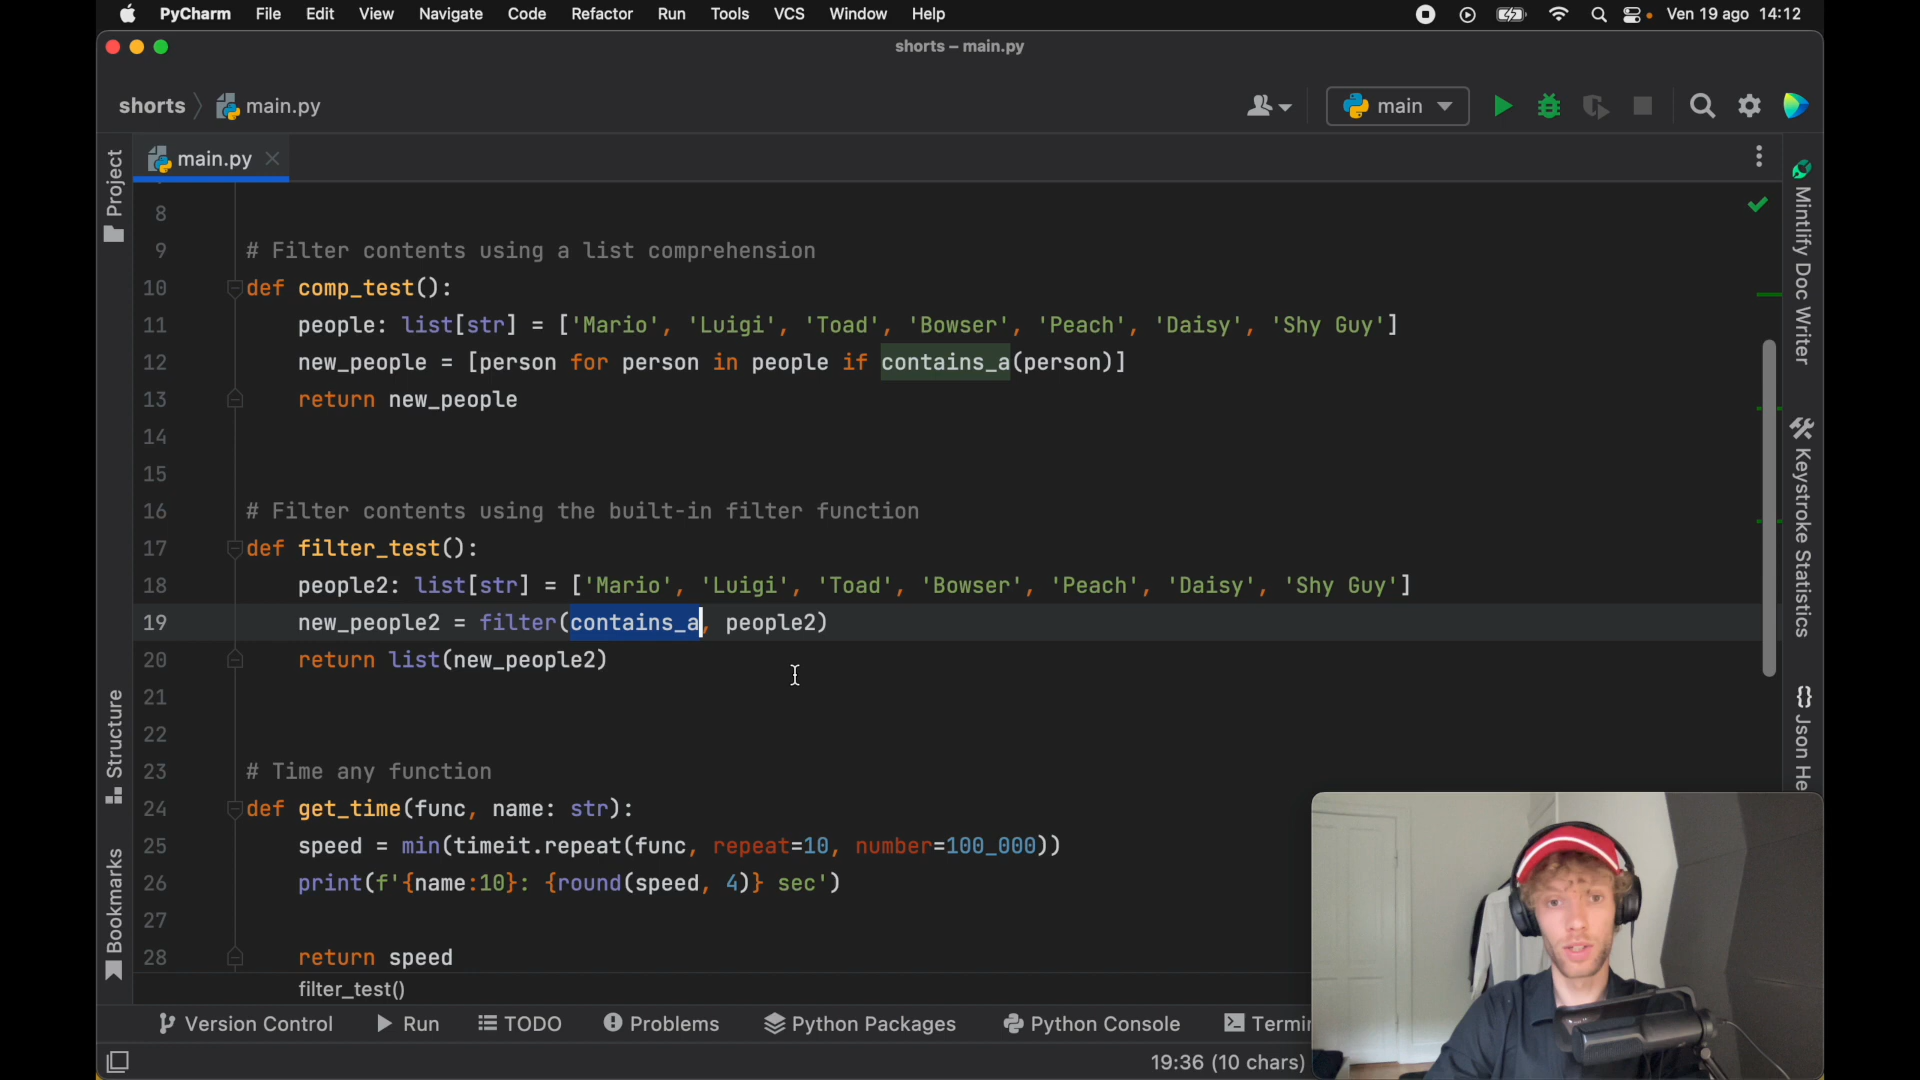 PyCharm File Edit View Navigate Code Refactor Run Tools VCS Window Help Ven 19 ago 14:12
shorts – main.py
shorts main.py main
main.py
Project
Structure
Bookmarks
Mintlify Doc Writer
Keystroke Statistics
{} Json He
8
9 # Filter contents using a list comprehension
10 def comp_test():
11 people: list[str] = ['Mario', 'Luigi', 'Toad', 'Bowser', 'Peach', 'Daisy', 'Shy Guy']
12 new_people = [person for person in people if contains_a(person)]
13 return new_people
14
15
16 # Filter contents using the built-in filter function
17 def filter_test():
18 people2: list[str] = ['Mario', 'Luigi', 'Toad', 'Bowser', 'Peach', 'Daisy', 'Shy Guy']
19 new_people2 = filter(contains_a, people2)
20 return list(new_people2)
21
22
23 # Time any function
24 def get_time(func, name: str):
25 speed = min(timeit.repeat(func, repeat=10, number=100_000))
26 print(f'{name:10}: {round(speed, 4)} sec')
27
28 return speed
filter_test()
Version Control Run TODO Problems Python Packages Python Console Termi
19:36 (10 chars)